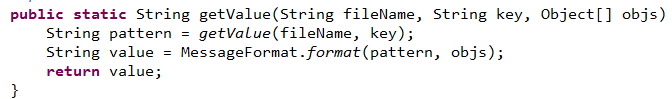 public static String getValue(String fileName, String key, Object[] objs)
String pattern = getValue(fileName, key);
String value = MessageFormat.format(pattern, objs);
return value;
}